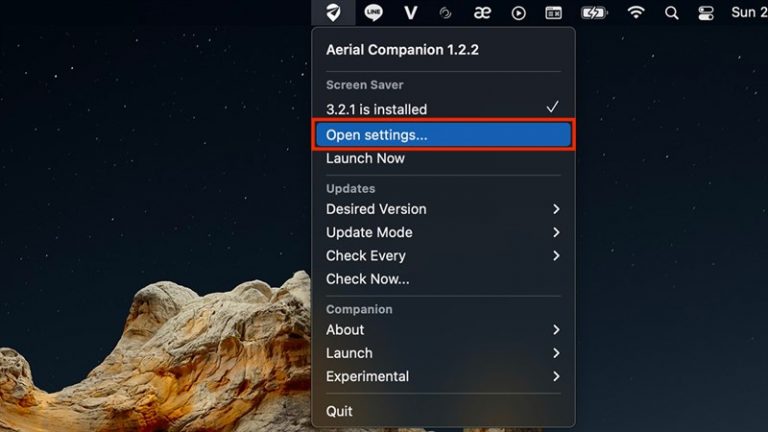 LINE
V
æ
Sun 2
Aerial Companion 1.2.2
Screen Saver
3.2.1 is installed
Open settings...
Launch Now
Updates
Desired Version
Update Mode
Check Every
Check Now...
Companion
About
Launch
Experimental
Quit